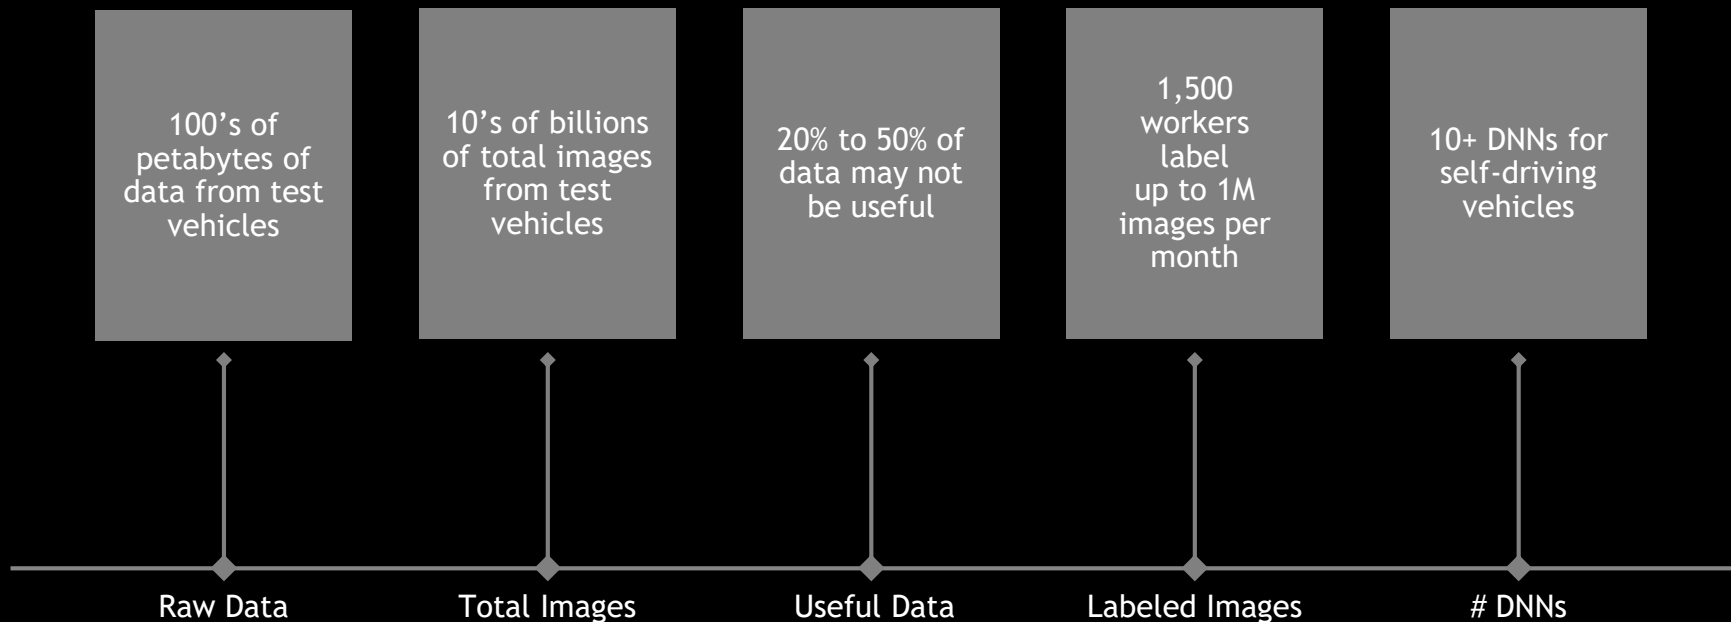 100’s of
petabytes of
data from test
vehicles
10’s of billions
of total images
from test
vehicles
20% to 50% of
data may not
be useful
1,500
workers
label
up to 1M
images per
month
10+ DNNs for
self-driving
vehicles
Raw Data
Total Images
Useful Data
Labeled Images
# DNNs